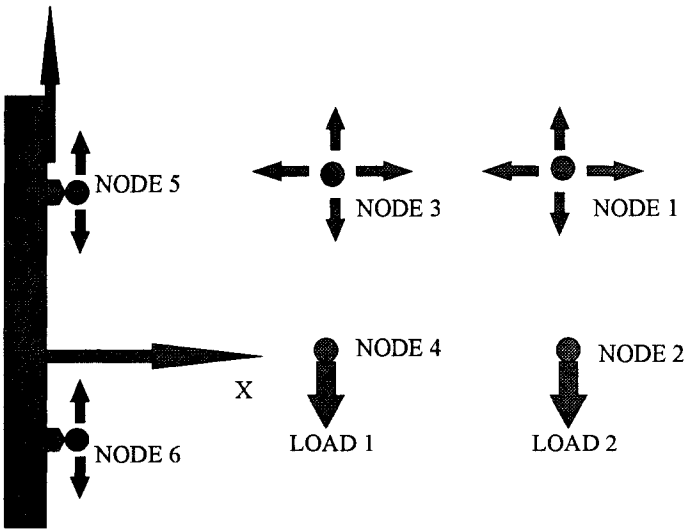 NODE 5
NODE 3
NODE 1
NODE 4
NODE 2
X
LOAD 1
LOAD 2
NODE 6